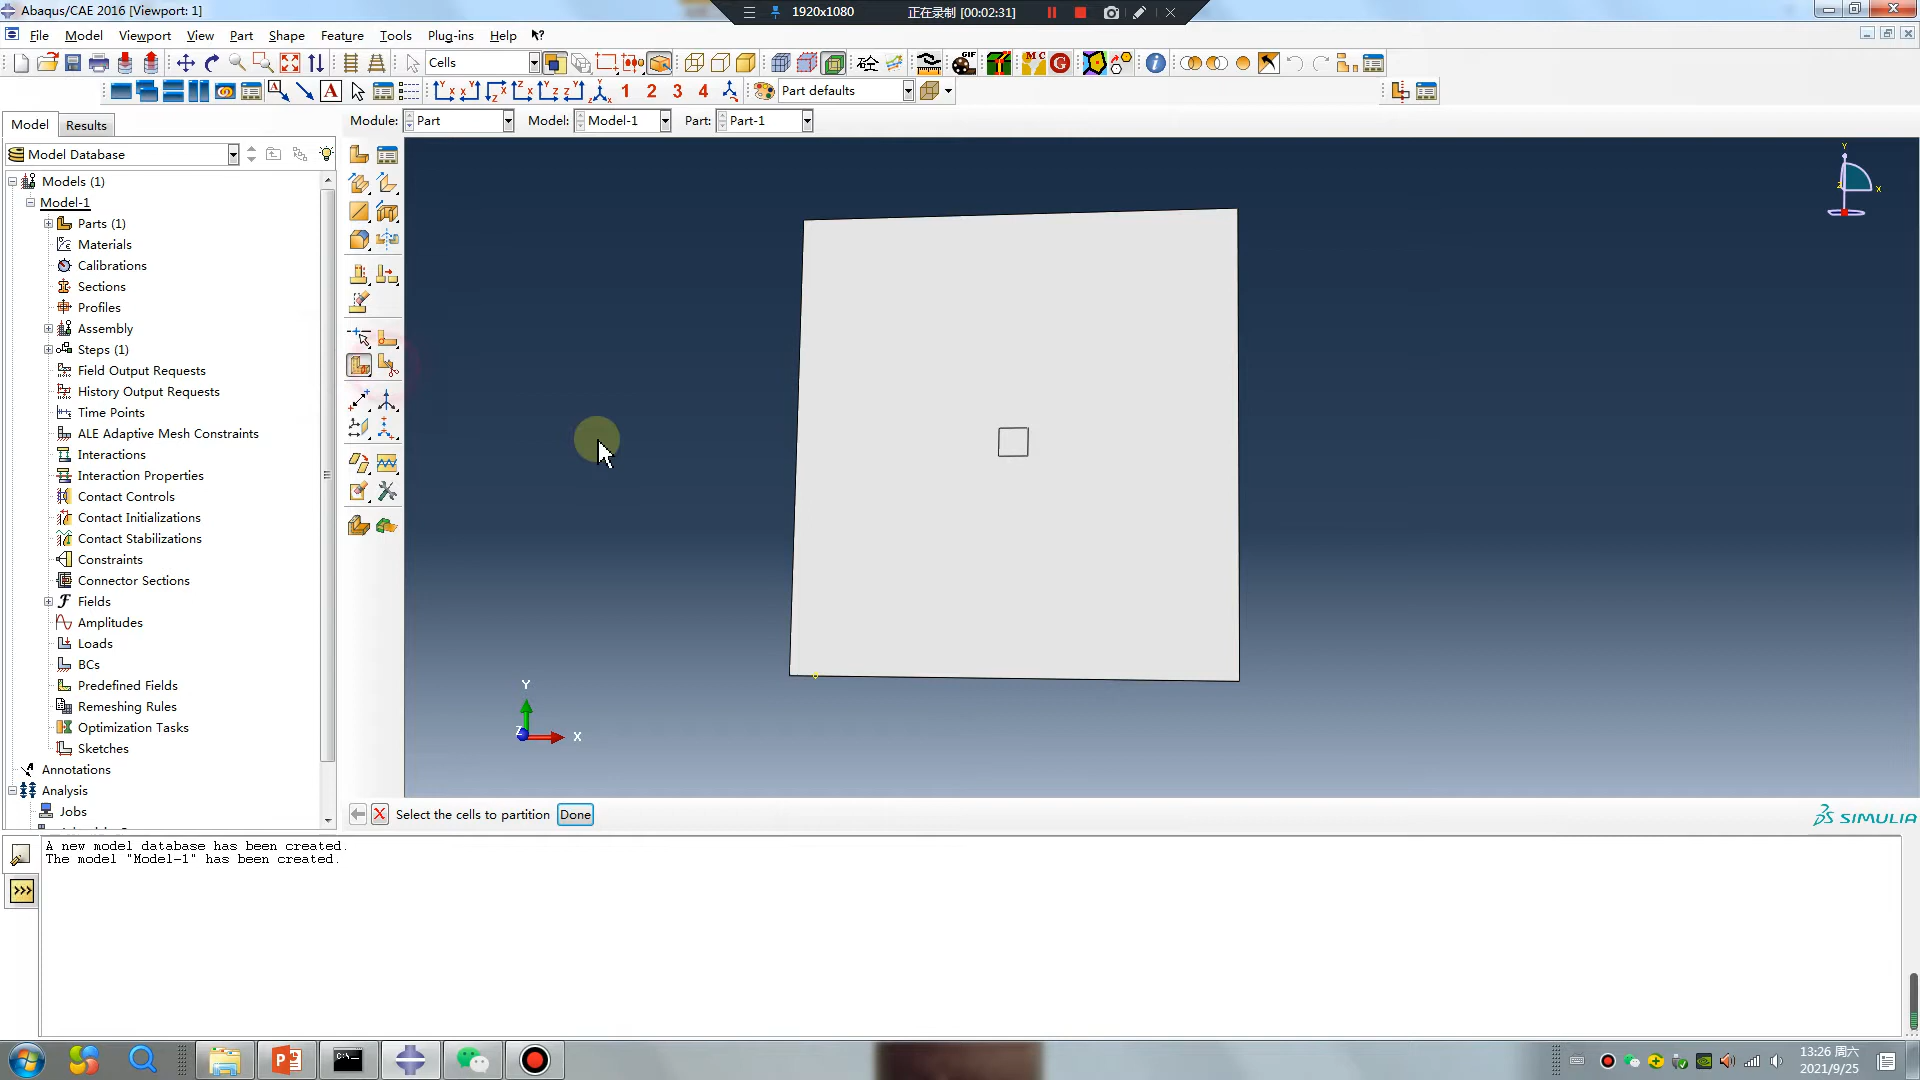 Abaqus/CAE 2016 [Viewport: 1]
1920x1080 正在录制 [00:02:31]
File Model Viewport View Part Shape Feature Tools Plug-ins Help
Cells
砼
GIF
MC
G
A
1 2 3 4
Part defaults
Model Results
Module: Part Model: Model-1 Part: Part-1
Model Database
Models (1)
Model-1
Parts (1)
Materials
Calibrations
Sections
Profiles
Assembly
Steps (1)
Field Output Requests
History Output Requests
Time Points
ALE Adaptive Mesh Constraints
Interactions
Interaction Properties
Contact Controls
Contact Initializations
Contact Stabilizations
Constraints
Connector Sections
Fields
Amplitudes
Loads
BCs
Predefined Fields
Remeshing Rules
Optimization Tasks
Sketches
Annotations
Analysis
Jobs
Y
X
Z
Y
X
Z
Select the cells to partition Done
SIMULIA
A new model database has been created.
The model "Model-1" has been created.
>>>
13:26 周六
2021/9/25